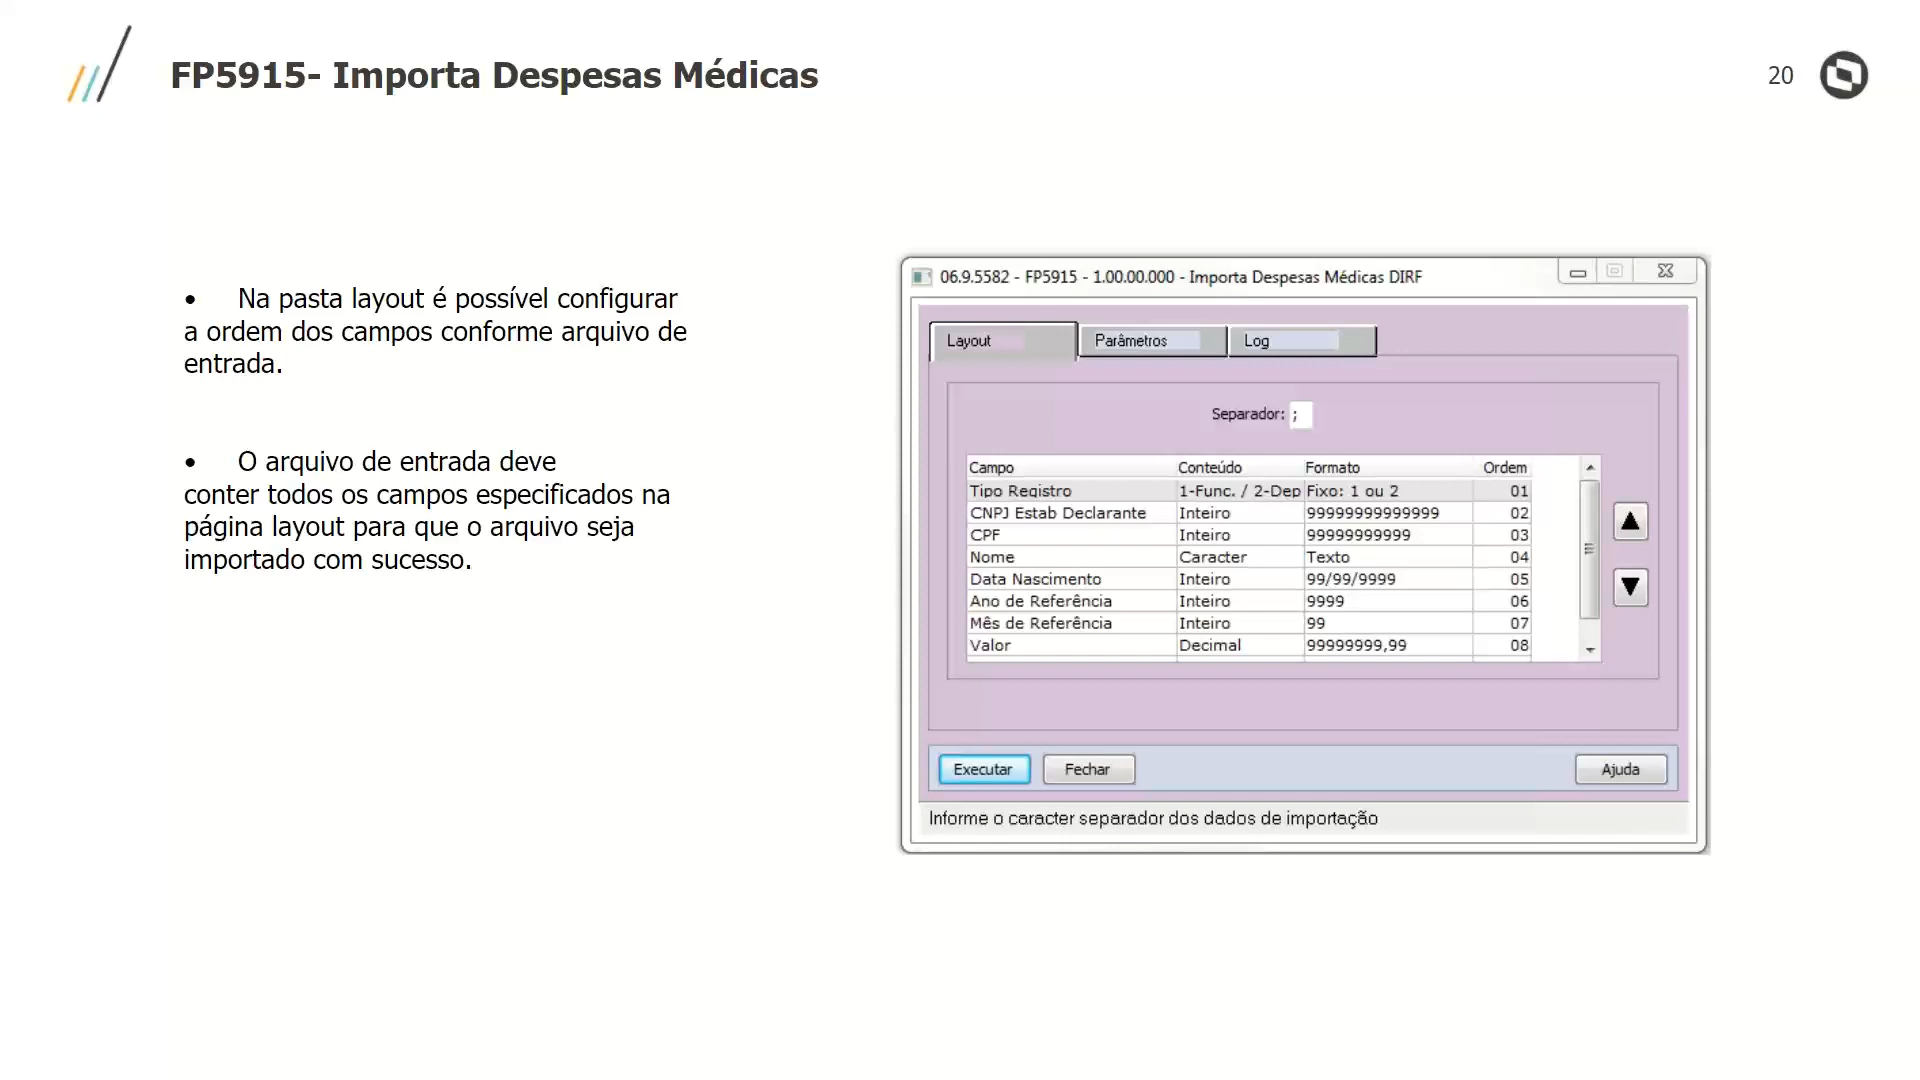 FP5915- Importa Despesas Médicas
20
• Na pasta layout é possível configurar
a ordem dos campos conforme arquivo de
entrada.
• O arquivo de entrada deve
conter todos os campos especificados na
página layout para que o arquivo seja
importado com sucesso.
06.9.5582 - FP5915 - 1.00.00.000 - Importa Despesas Médicas DIRF
Layout Parâmetros Log
Separador: ;
Campo Conteúdo Formato Ordem
Tipo Registro 1-Func. / 2-Dep Fixo: 1 ou 2 01
CNPJ Estab Declarante Inteiro 99999999999999 02
CPF Inteiro 99999999999 03
Nome Caracter Texto 04
Data Nascimento Inteiro 99/99/9999 05
Ano de Referência Inteiro 9999 06
Mês de Referência Inteiro 99 07
Valor Decimal 99999999,99 08
Executar Fechar Ajuda
Informe o caracter separador dos dados de importação